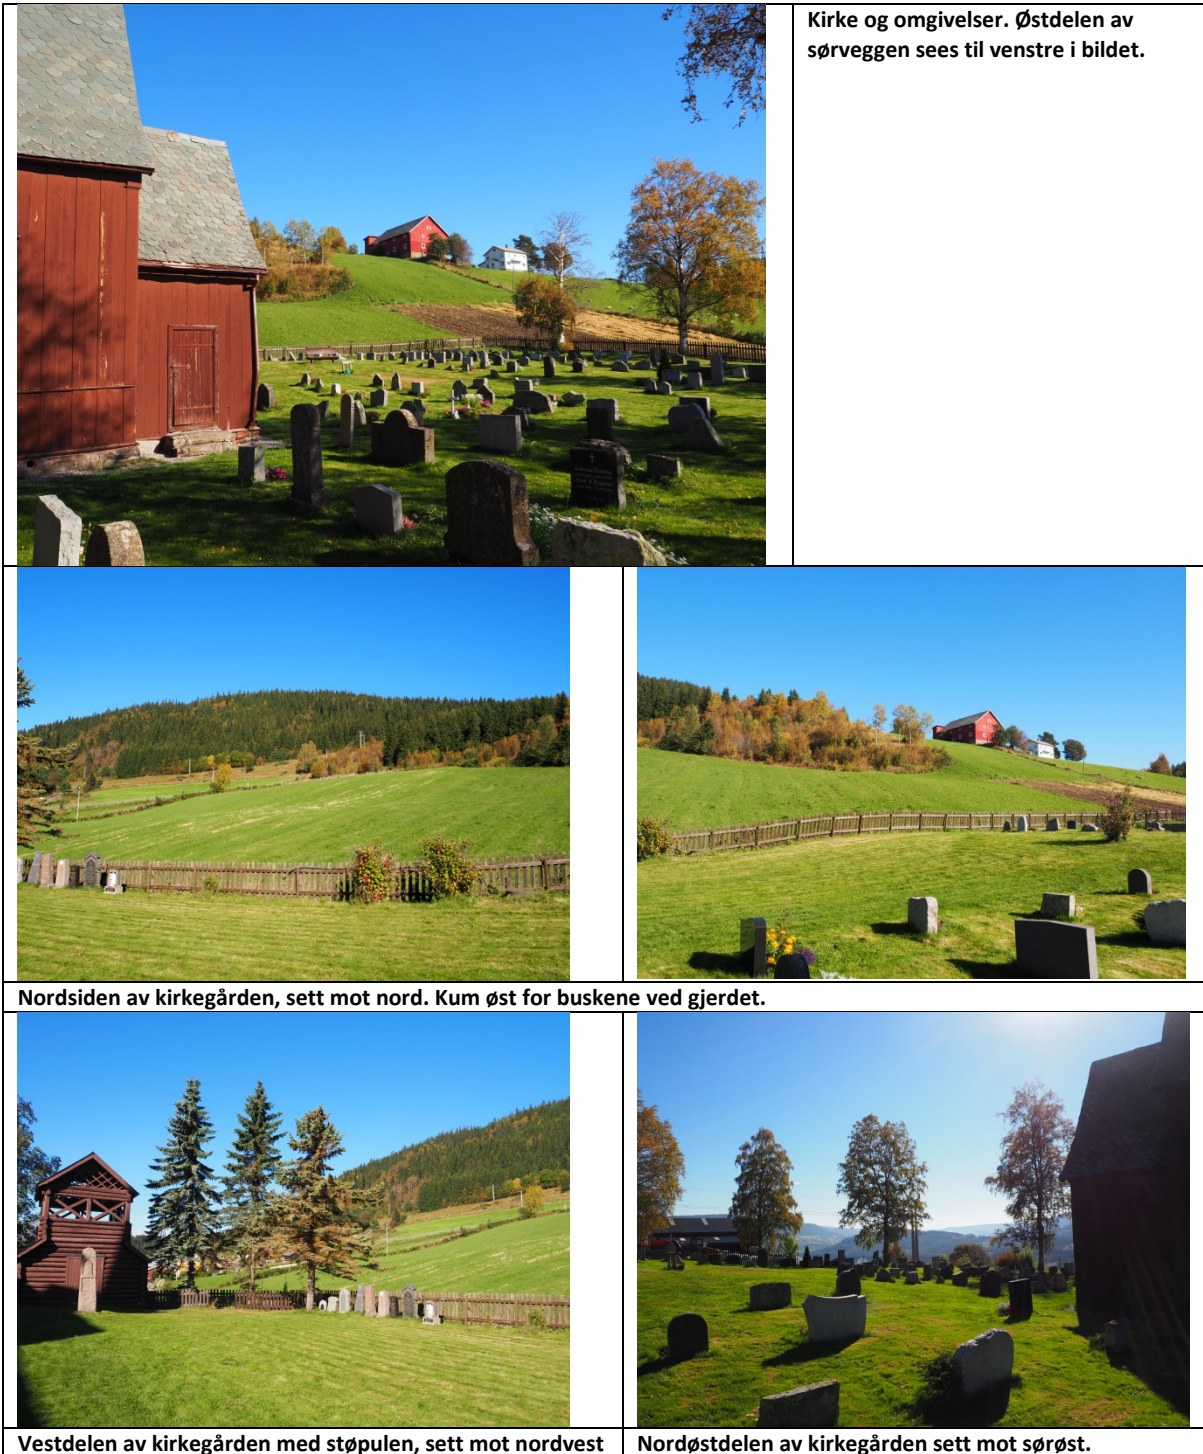 Kirke og omgivelser. Østdelen av
sørveggen sees til venstre i bildet.
Nordsiden av kirkegården, sett mot nord. Kum øst for buskene ved gjerdet.
Vestdelen av kirkegården med støpulen, sett mot nordvest
Nordøstdelen av kirkegården sett mot sørøst.